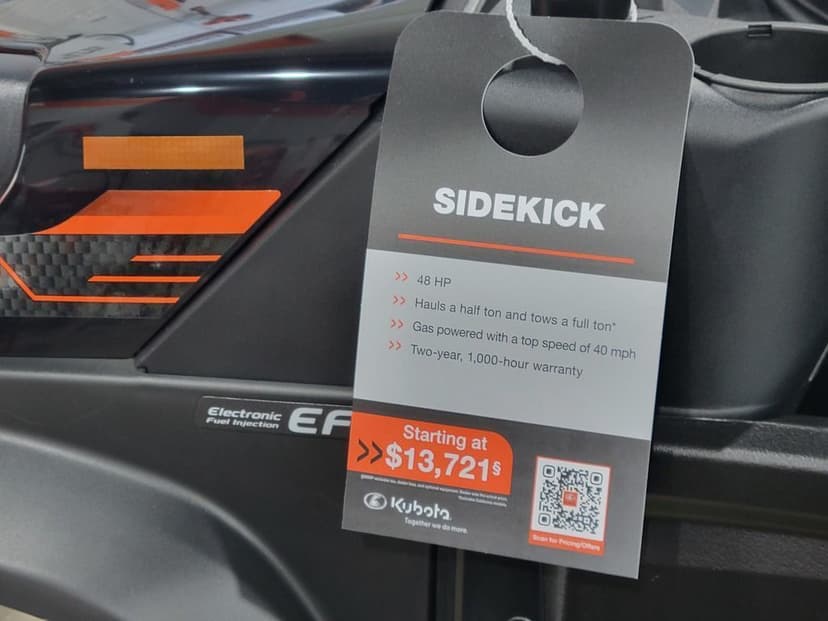 SIDEKICK
>> 48 HP
>> Hauls a half ton and tows a full ton*
>> Gas powered with a top speed of 40 mph
>> Two-year, 1,000-hour warranty
Electronic
Fuel Injection
EF
Starting at
>> $13,721§
Kubota
Together we do more.
Scan for Pricing/Offers